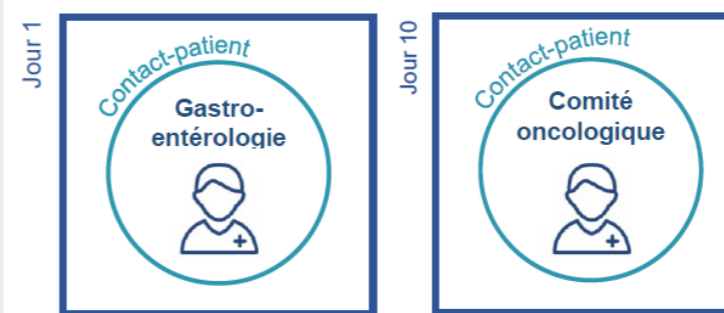 Jour 1
Contact-patient
Gastro-
entérologie
Jour 10
Contact-patient
Comité
oncologique